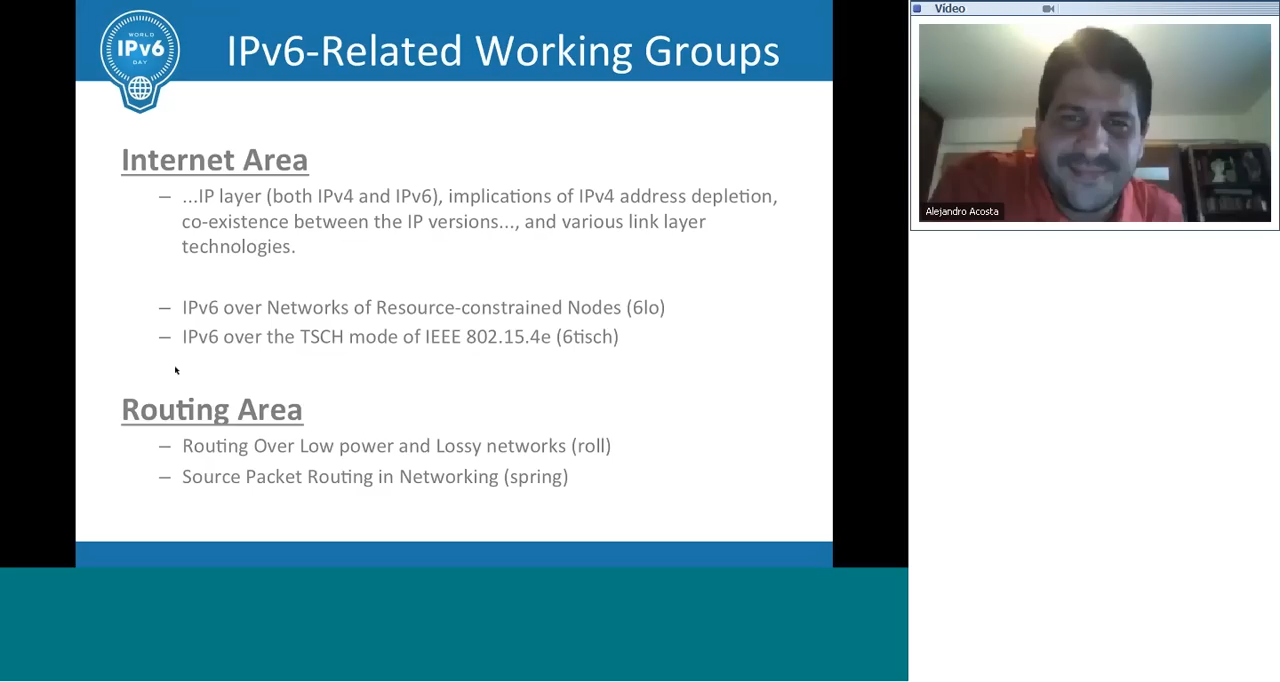 WORLD
IPv6
DAY
IPv6-Related Working Groups
Internet Area
– ...IP layer (both IPv4 and IPv6), implications of IPv4 address depletion,
co-existence between the IP versions..., and various link layer
technologies.
– IPv6 over Networks of Resource-constrained Nodes (6lo)
– IPv6 over the TSCH mode of IEEE 802.15.4e (6tisch)
Routing Area
– Routing Over Low power and Lossy networks (roll)
– Source Packet Routing in Networking (spring)
Vídeo
Alejandro Acosta